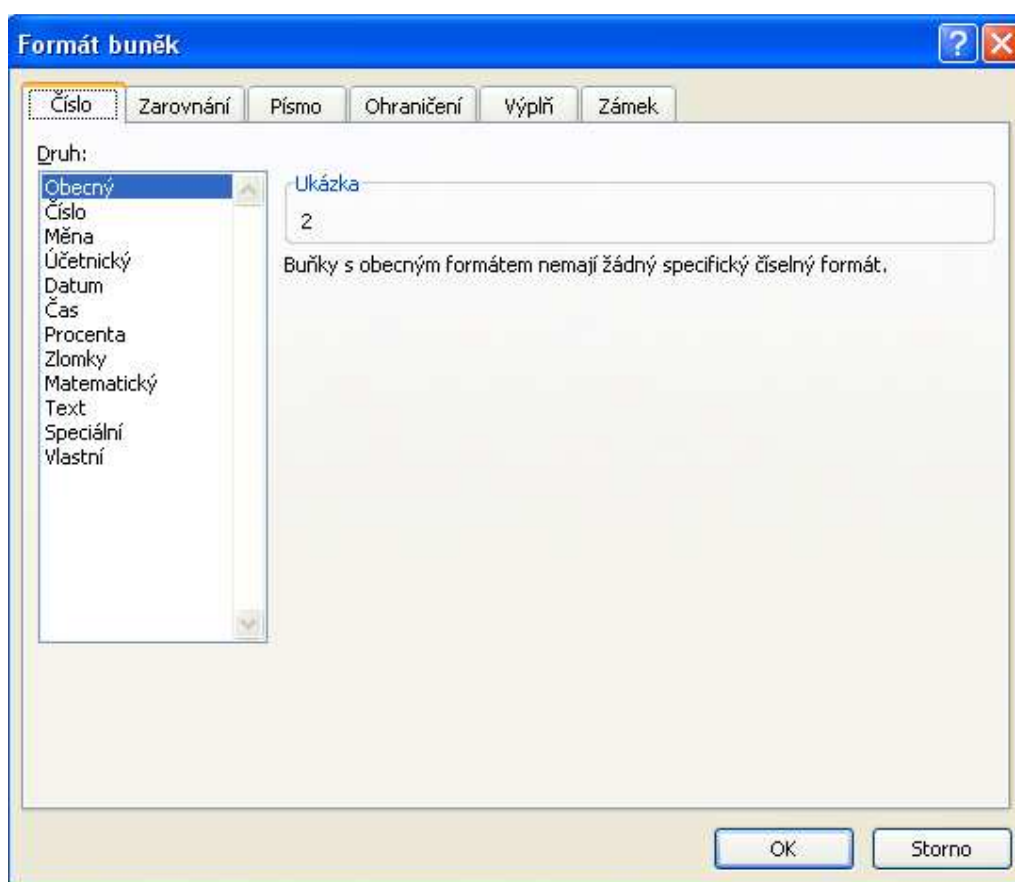 Formát buněk
Číslo Zarovnání Písmo Ohraničení Výplň Zámek
Druh:
Obecný
Číslo
Měna
Účetnický
Datum
Čas
Procenta
Zlomky
Matematický
Text
Speciální
Vlastní
Ukázka
2
Buňky s obecným formátem nemají žádný specifický číselný formát.
OK Storno